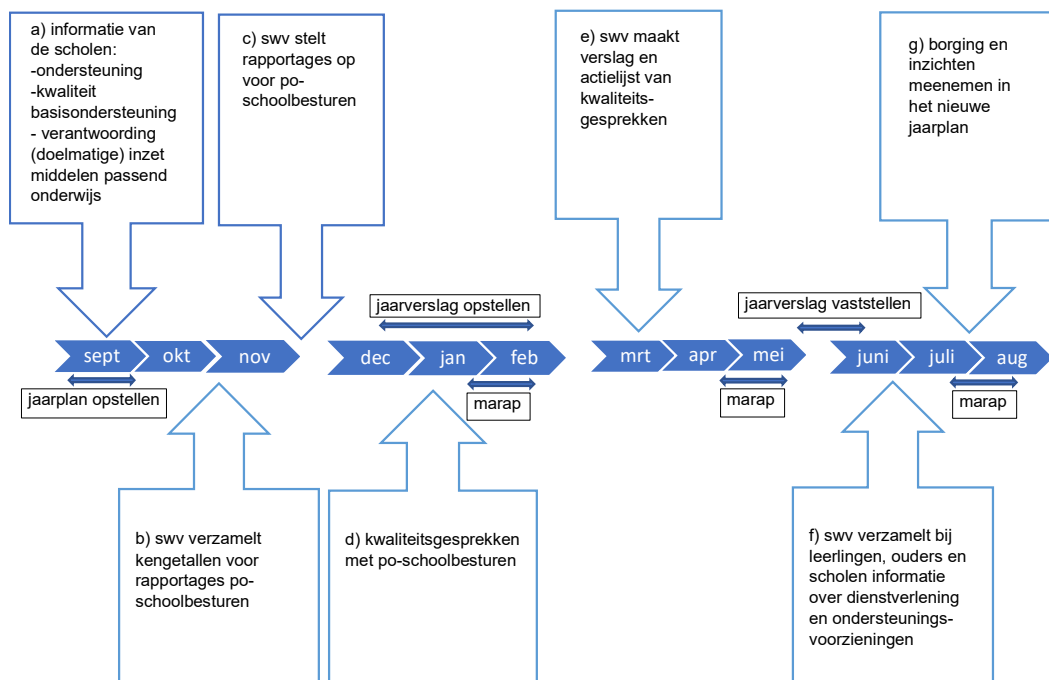 a) informatie van
de scholen:
-ondersteuning
-kwaliteit
basisondersteuning
- verantwoording
(doelmatige) inzet
middelen passend
onderwijs
c) swv stelt
rapportages op
voor po-
schoolbesturen
e) swv maakt
verslag en
actielijst van
kwaliteits-
gesprekken
g) borging en
inzichten
meenemen in
het nieuwe
jaarplan
jaarverslag opstellen
jaarverslag vaststellen
sept
okt
nov
dec
jan
feb
mrt
apr
mei
juni
juli
aug
jaarplan opstellen
marap
marap
marap
b) swv verzamelt
kengetallen voor
rapportages po-
schoolbesturen
d) kwaliteitsgesprekken
met po-schoolbesturen
f) swv verzamelt bij
leerlingen, ouders en
scholen informatie
over dienstverlening
en ondersteunings-
voorzieningen